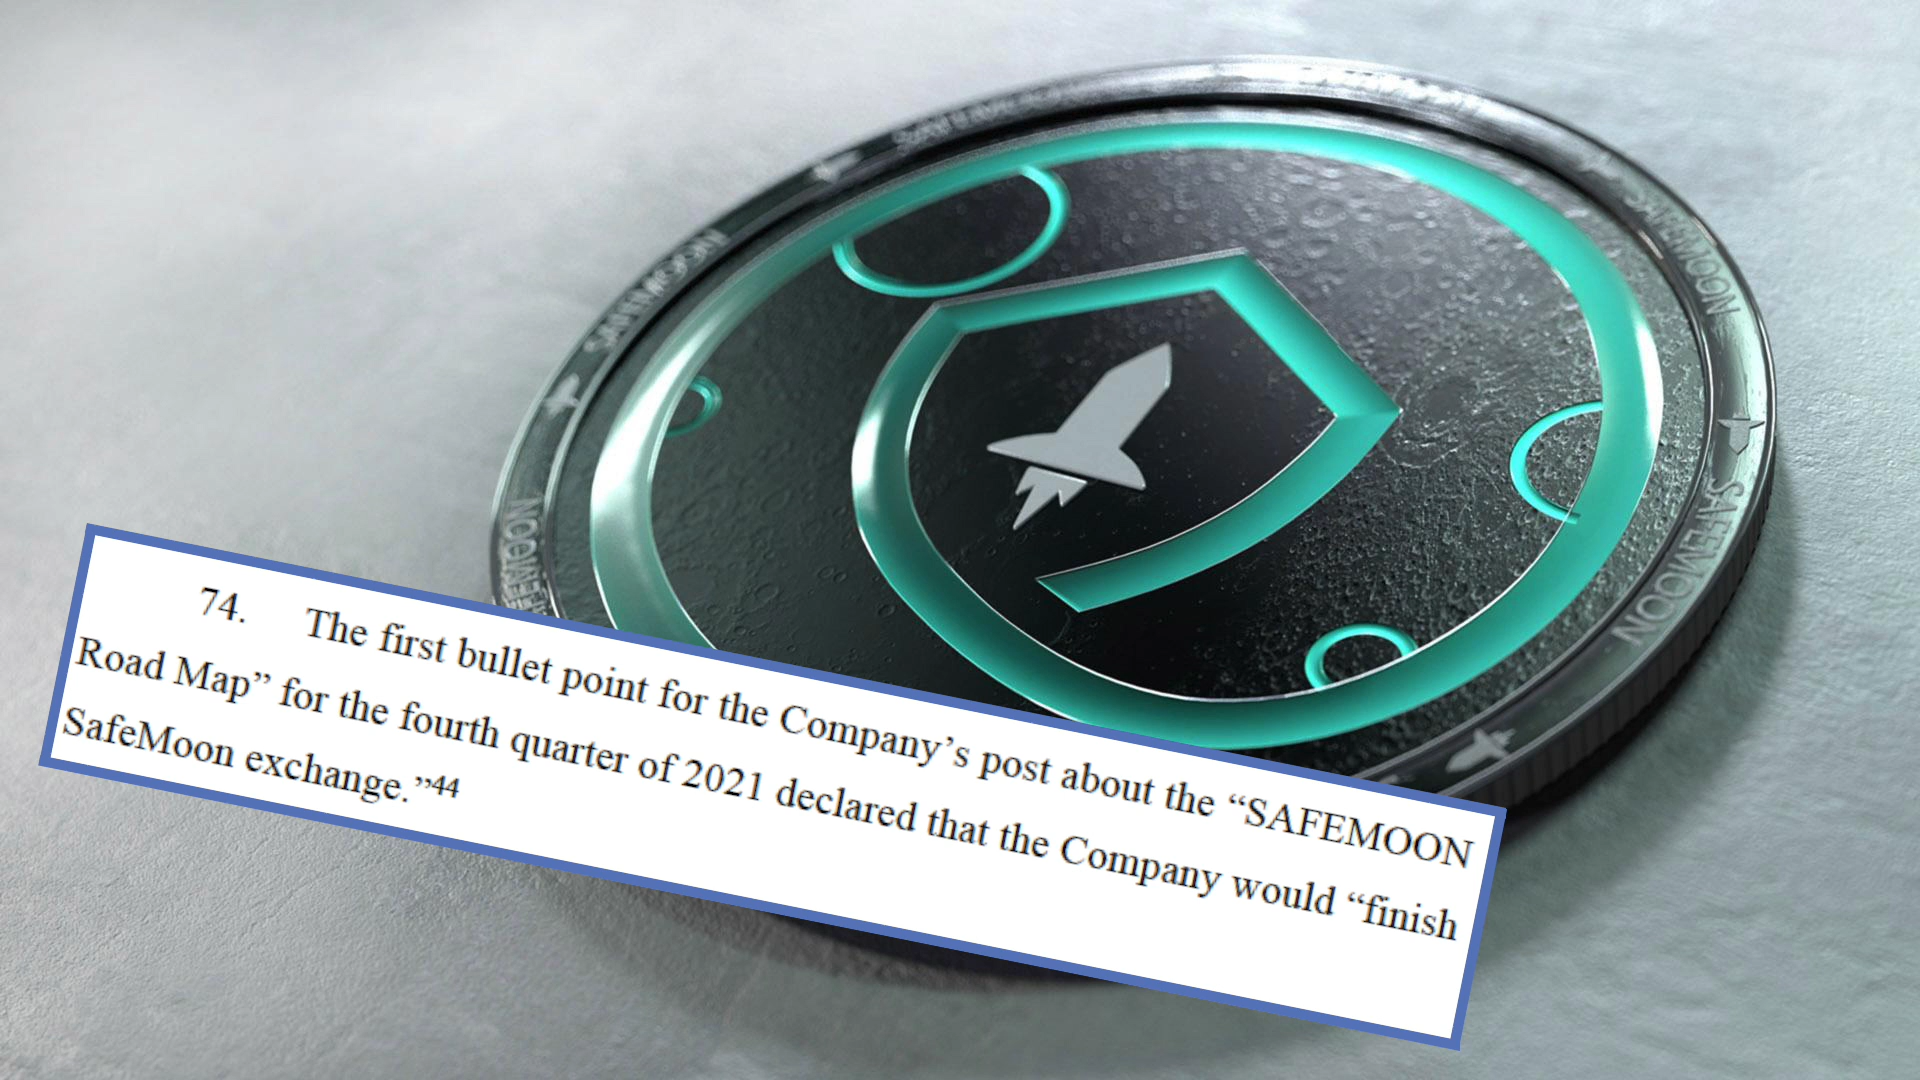 SAFEMOON
SAFEMOON
SAFEMOON
SAFEMOON
74. The first bullet point for the Company’s post about the “SAFEMOON
Road Map” for the fourth quarter of 2021 declared that the Company would “finish
SafeMoon exchange.”44